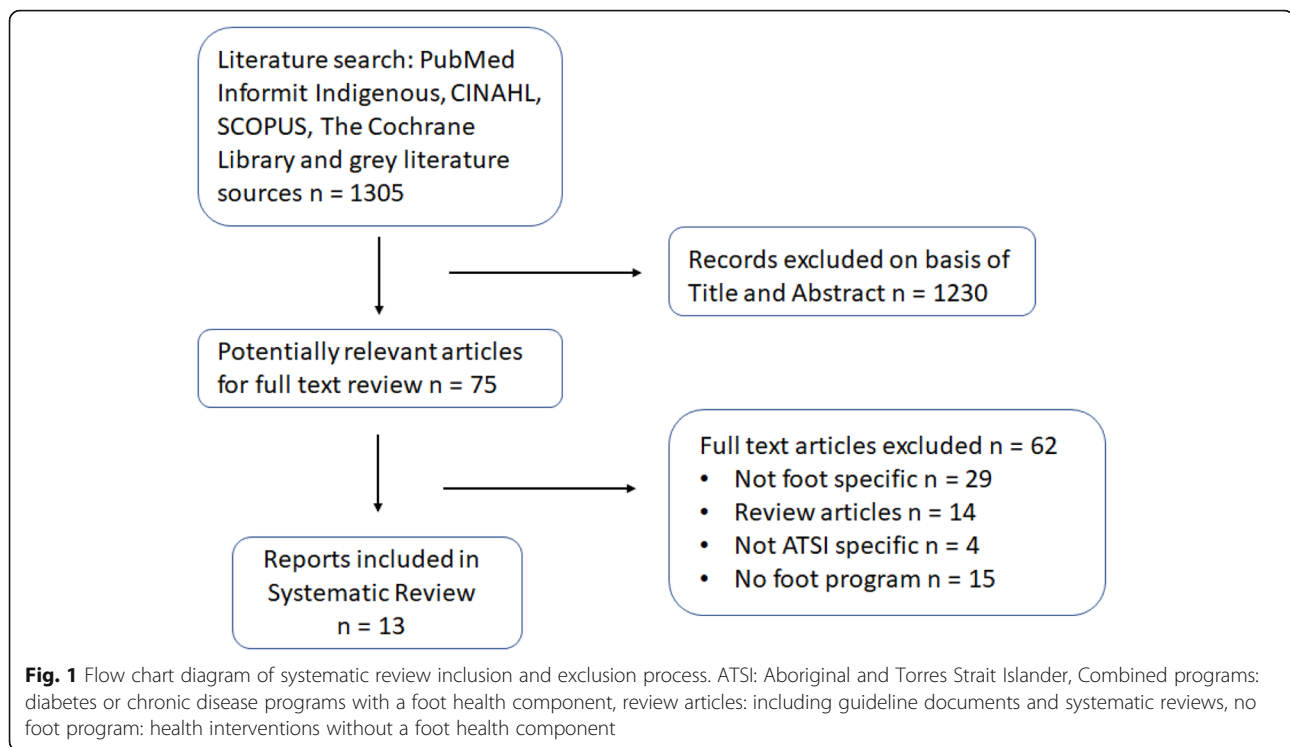 Literature search: PubMed
Informit Indigenous, CINAHL,
SCOPUS, The Cochrane
Library and grey literature
sources n = 1305
Records excluded on basis of
Title and Abstract n = 1230
Potentially relevant articles
for full text review n = 75
Full text articles excluded n = 62
• Not foot specific n = 29
• Review articles n = 14
• Not ATSI specific n = 4
• No foot program n = 15
Reports included in
Systematic Review
n = 13
Fig. 1 Flow chart diagram of systematic review inclusion and exclusion process. ATSI: Aboriginal and Torres Strait Islander, Combined programs:
diabetes or chronic disease programs with a foot health component, review articles: including guideline documents and systematic reviews, no
foot program: health interventions without a foot health component